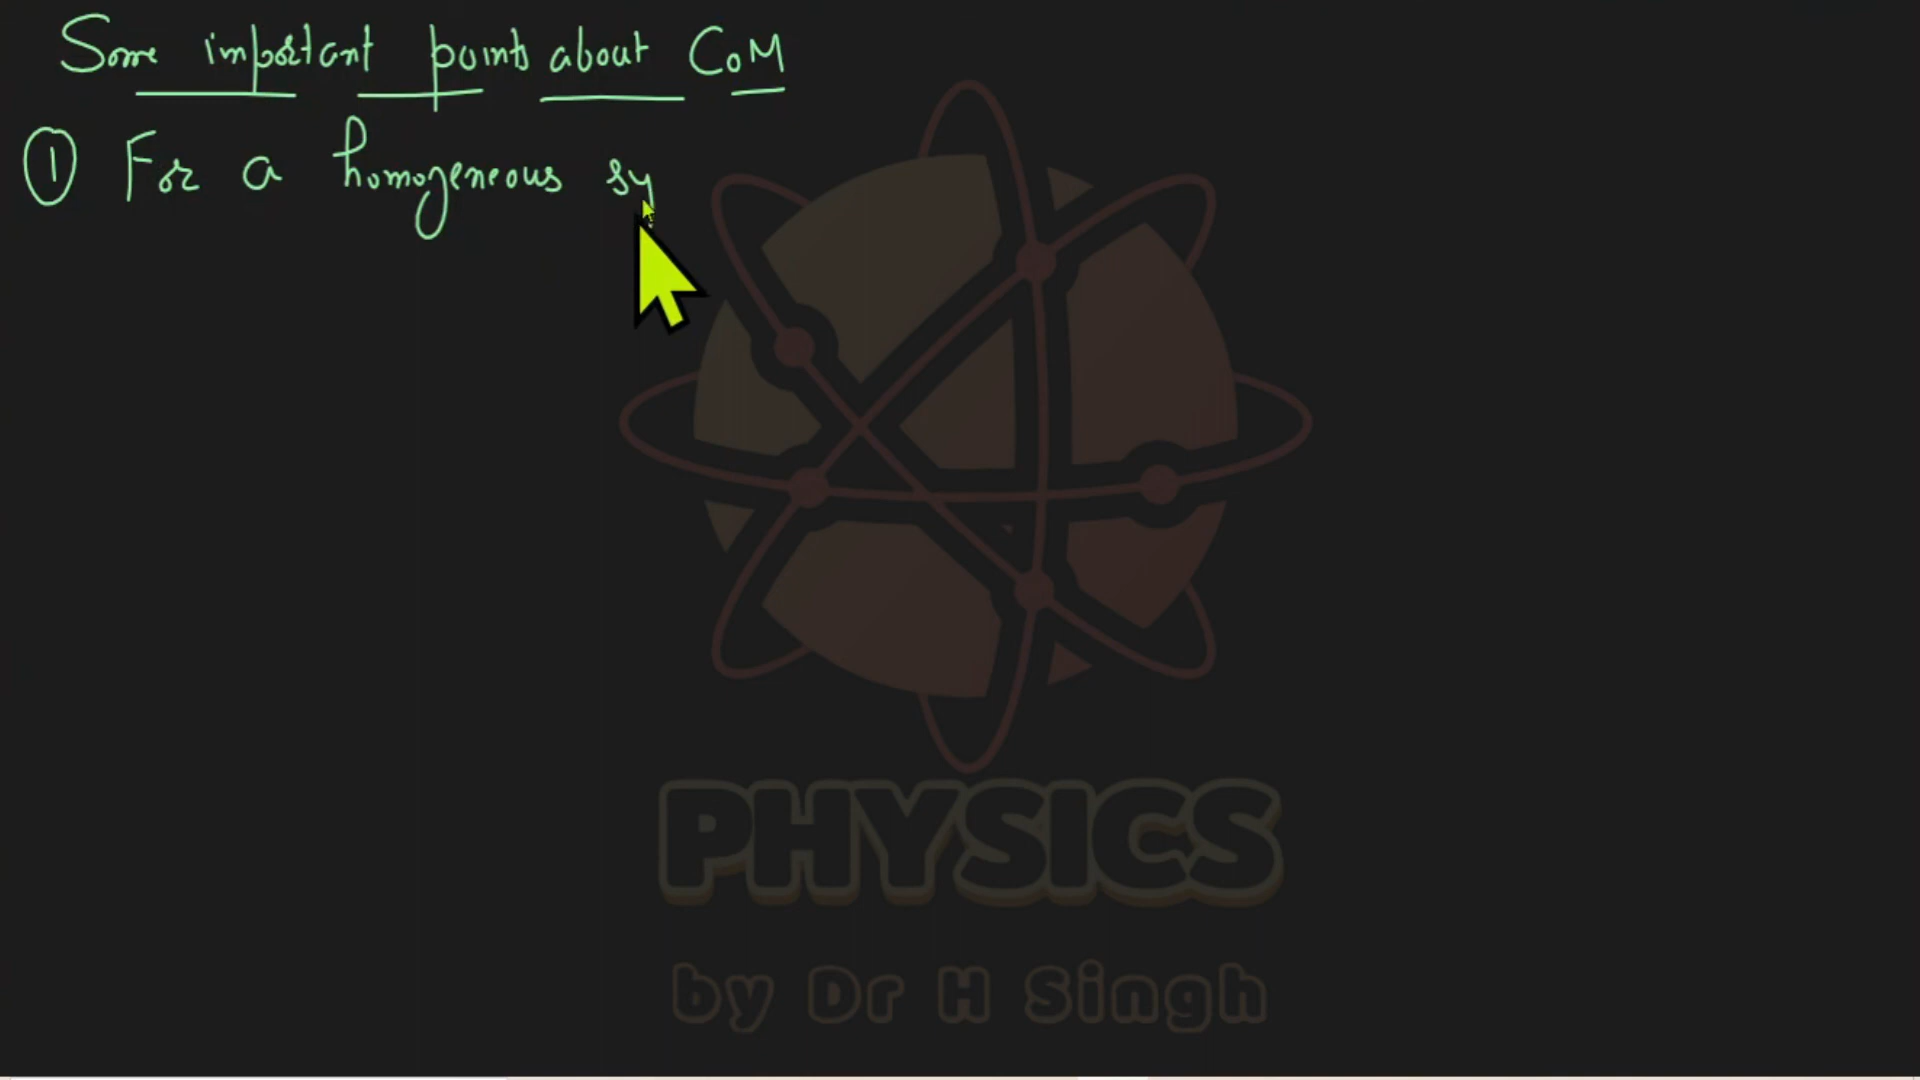 Some important points about CoM
① For a homogeneous sy
PHYSICS
by Dr H Singh